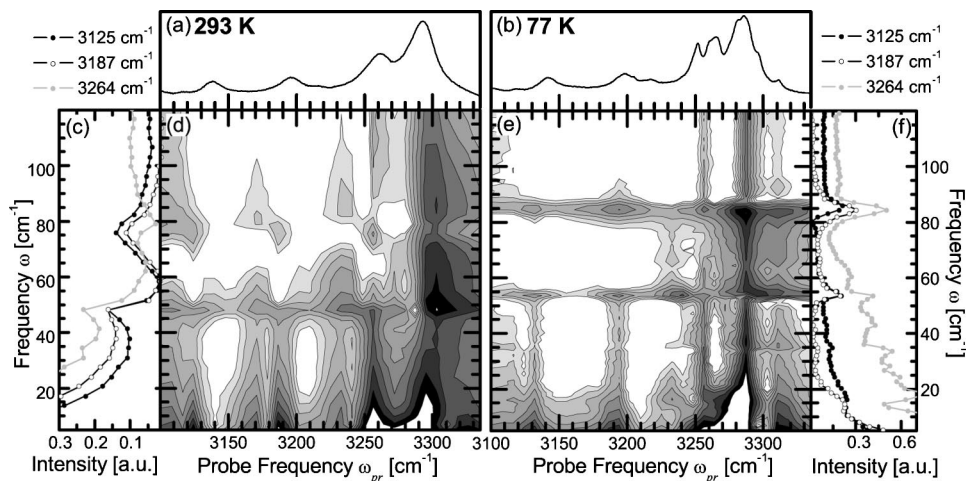 3125 cm⁻¹
3187 cm⁻¹
3264 cm⁻¹
(a) 293 K
(b) 77 K
3125 cm⁻¹
3187 cm⁻¹
3264 cm⁻¹
(c)
(d)
(e)
(f)
Frequency ω [cm⁻¹]
100
80
60
40
20
100
80
60
40
20
Frequency ω [cm⁻¹]
0.3 0.2 0.1
3150 3200 3300
3100 3150 3200 3300
0.3 0.6
Intensity [a.u.]
Probe Frequency ωpr [cm⁻¹]
Probe Frequency ωpr [cm⁻¹]
Intensity [a.u.]